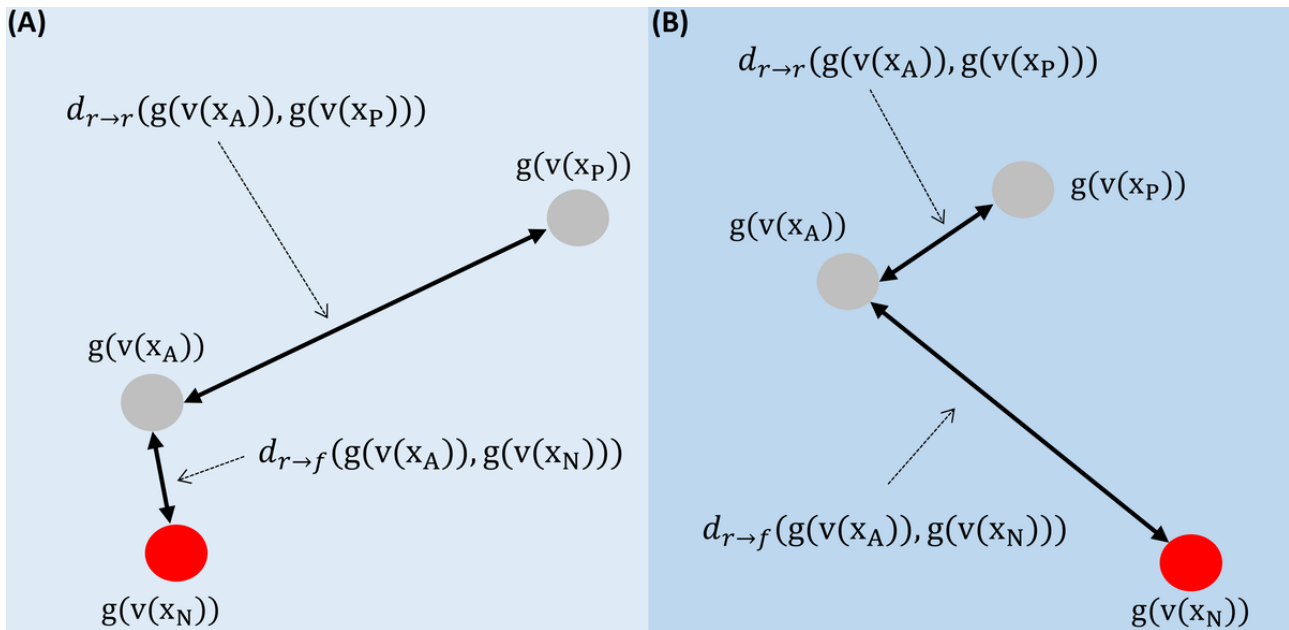 (A)
d_{r→r}(g(v(x_A)), g(v(x_P)))
g(v(x_P))
g(v(x_A))
d_{r→f}(g(v(x_A)), g(v(x_N)))
g(v(x_N))
(B)
d_{r→r}(g(v(x_A)), g(v(x_P)))
g(v(x_P))
g(v(x_A))
d_{r→f}(g(v(x_A)), g(v(x_N)))
g(v(x_N))